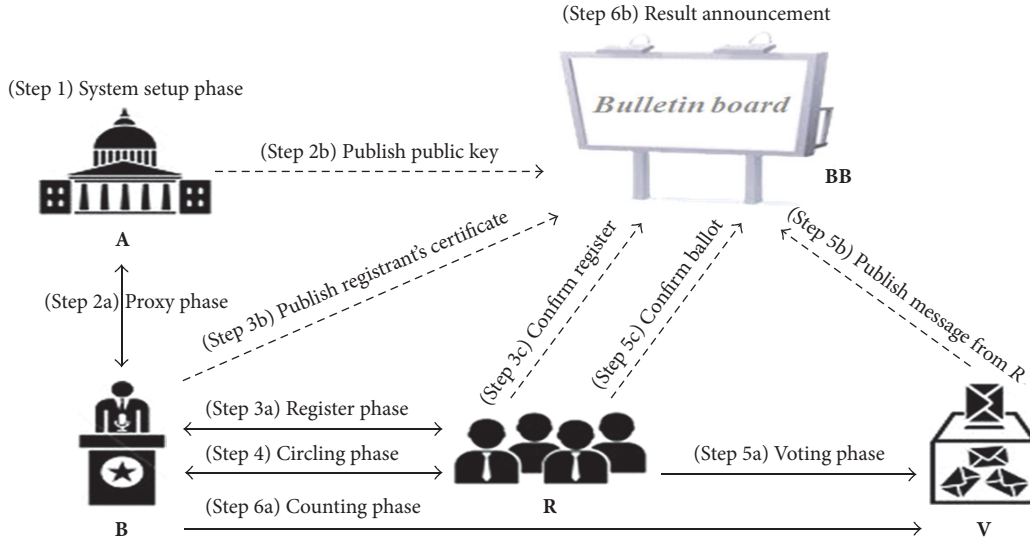 (Step 6b) Result announcement
(Step 1) System setup phase
Bulletin board
(Step 2b) Publish public key
BB
A
(Step 2a) Proxy phase
(Step 3b) Publish registrant's certificate
(Step 3c) Confirm register
(Step 5c) Confirm ballot
(Step 5b) Publish message from R
(Step 3a) Register phase
(Step 4) Circling phase
(Step 5a) Voting phase
(Step 6a) Counting phase
B
R
V